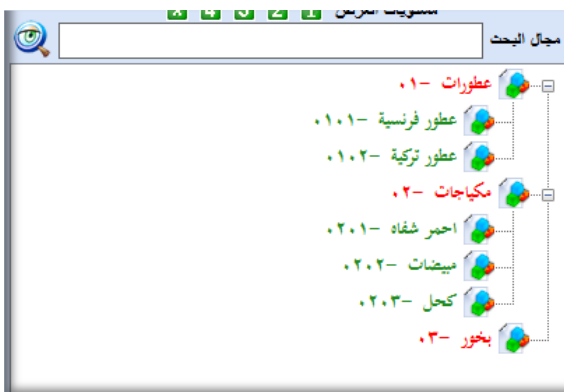 مستويات العرض 1 2 3 4 x
مجال البحث
عطورات -٠١
عطور فرنسية -٠١٠١
عطور تركية -٠١٠٢
مكياجات -٠٢
احمر شفاه -٠٢٠١
مبيضات -٠٢٠٢
كحل -٠٢٠٣
بخور -٠٣